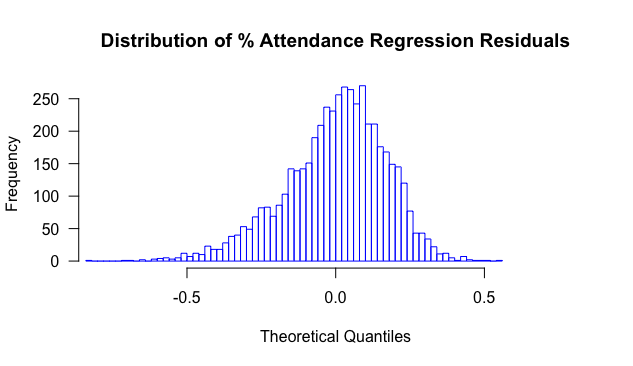 Distribution of % Attendance Regression Residuals
Frequency
250
200
150
100
50
0
-0.5 0.0 0.5
Theoretical Quantiles